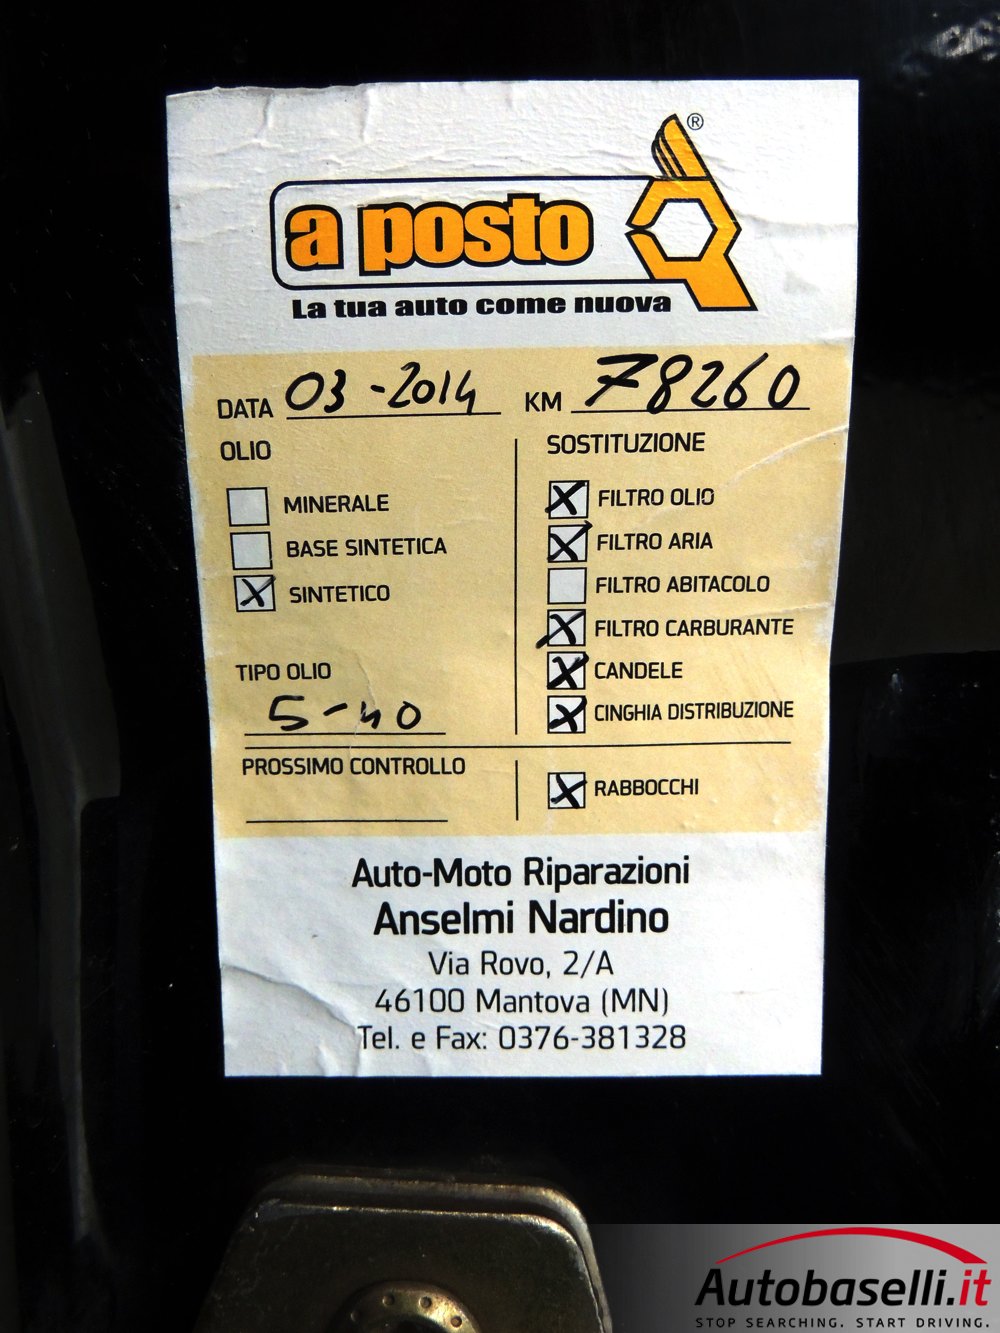 ®
a posto
La tua auto come nuova
DATA 03-2014 KM 78260
OLIO
MINERALE
BASE SINTETICA
SINTETICO
TIPO OLIO
5-40
PROSSIMO CONTROLLO
SOSTITUZIONE
FILTRO OLIO
FILTRO ARIA
FILTRO ABITACOLO
FILTRO CARBURANTE
CANDELE
CINGHIA DISTRIBUZIONE
RABBOCCHI
Auto-Moto Riparazioni
Anselmi Nardino
Via Rovo, 2/A
46100 Mantova (MN)
Tel. e Fax: 0376-381328
Autobaselli.it
STOP SEARCHING. START DRIVING.